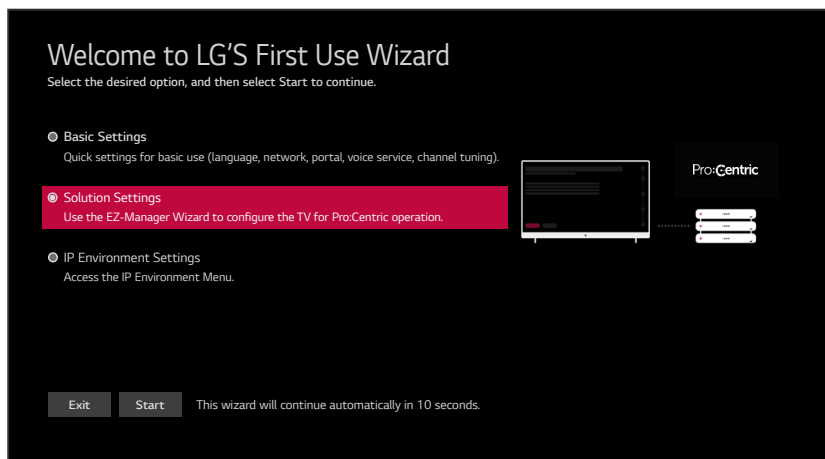 Welcome to LG'S First Use Wizard
Select the desired option, and then select Start to continue.
Basic Settings
Quick settings for basic use (language, network, portal, voice service, channel tuning).
Pro:Centric
Solution Settings
Use the EZ-Manager Wizard to configure the TV for Pro:Centric operation.
IP Environment Settings
Access the IP Environment Menu.
Exit Start This wizard will continue automatically in 10 seconds.